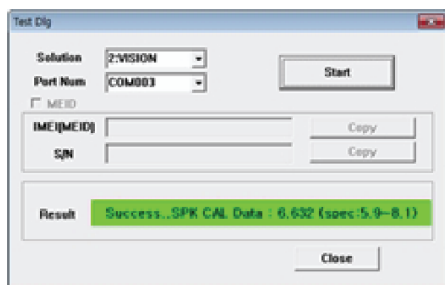 Test Dlg
Solution 2:VISION
Start
Port Num COM003
MEID
IMEI[MEID] Copy
S/N Copy
Result Success..SPK CAL Data : 6.632 (spec:5.9~8.1)
Close